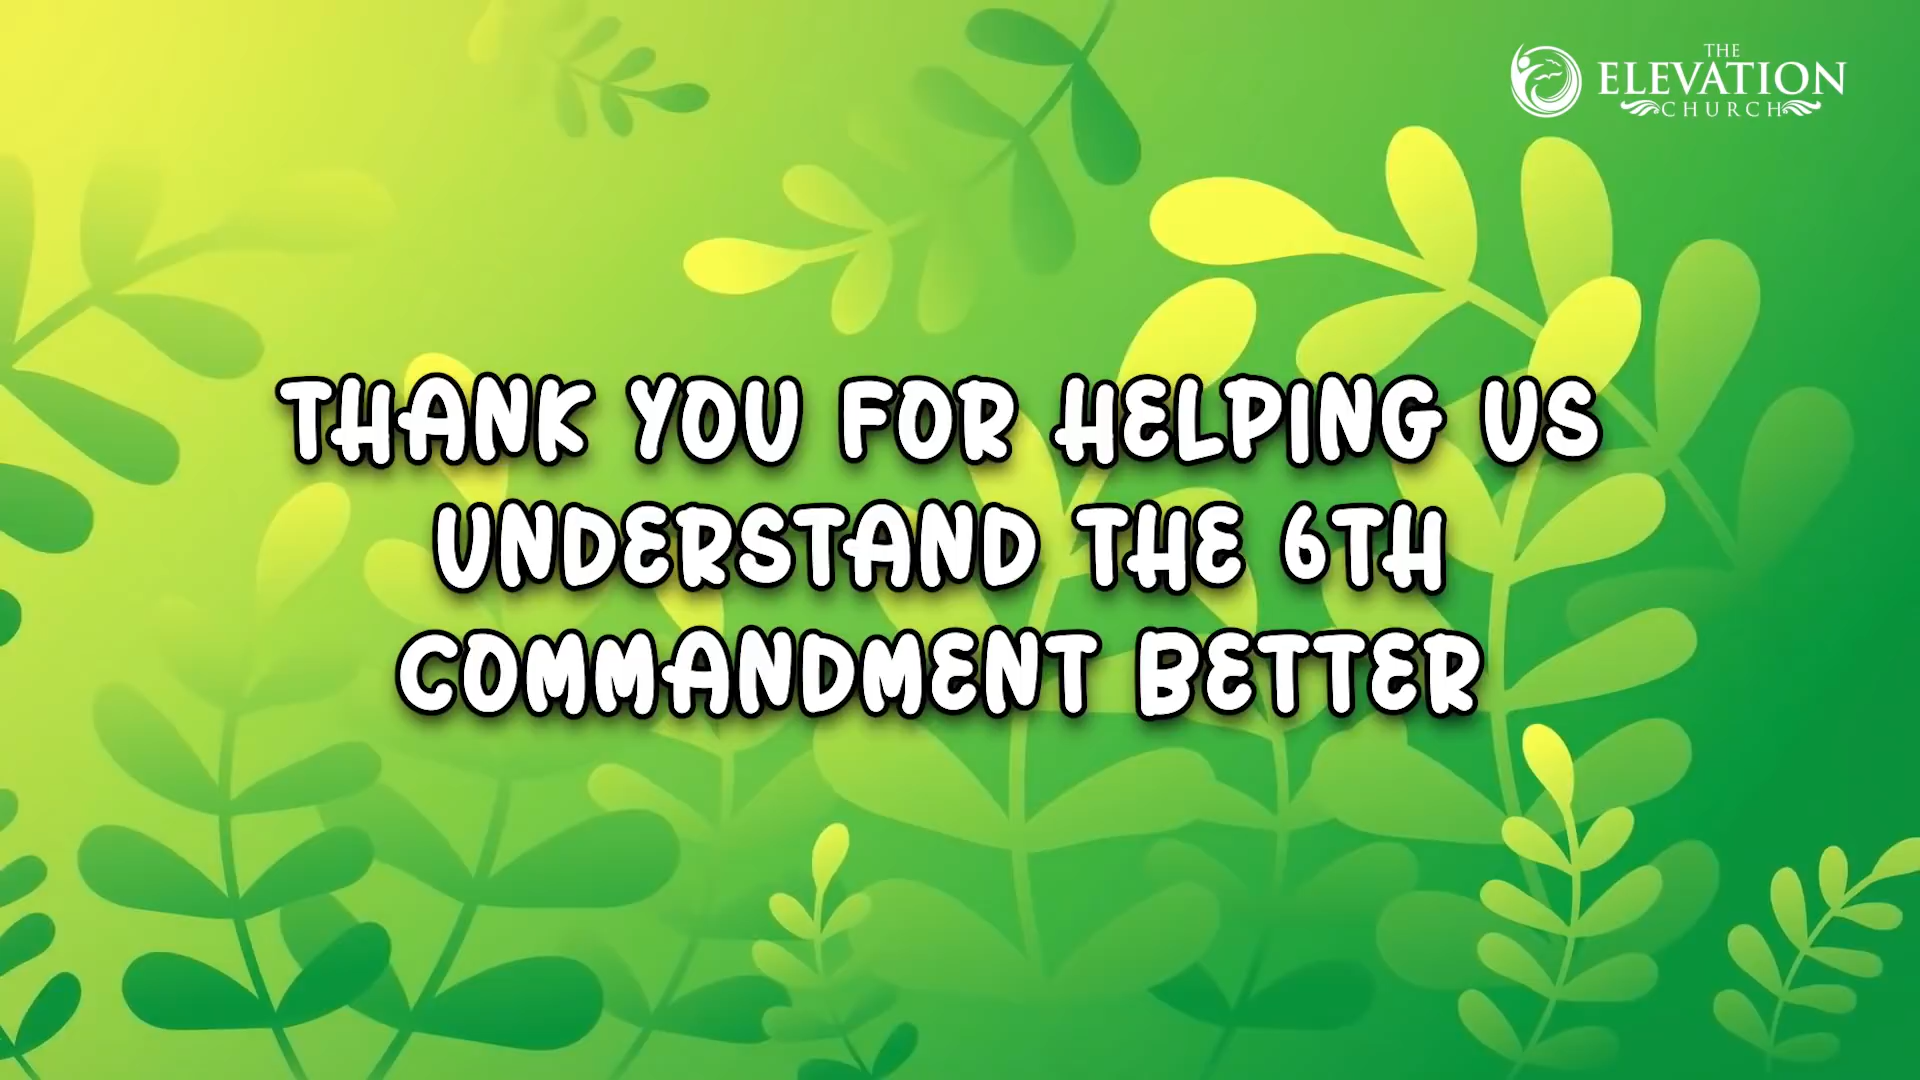 THE
ELEVATION
CHURCH
THANK YOU FOR HELPING US
UNDERSTAND THE 6TH
COMMANDMENT BETTER